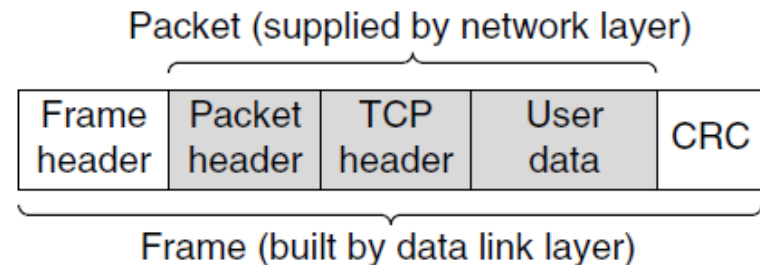 Packet (supplied by network layer)
Frame header
Packet header
TCP header
User data
CRC
Frame (built by data link layer)